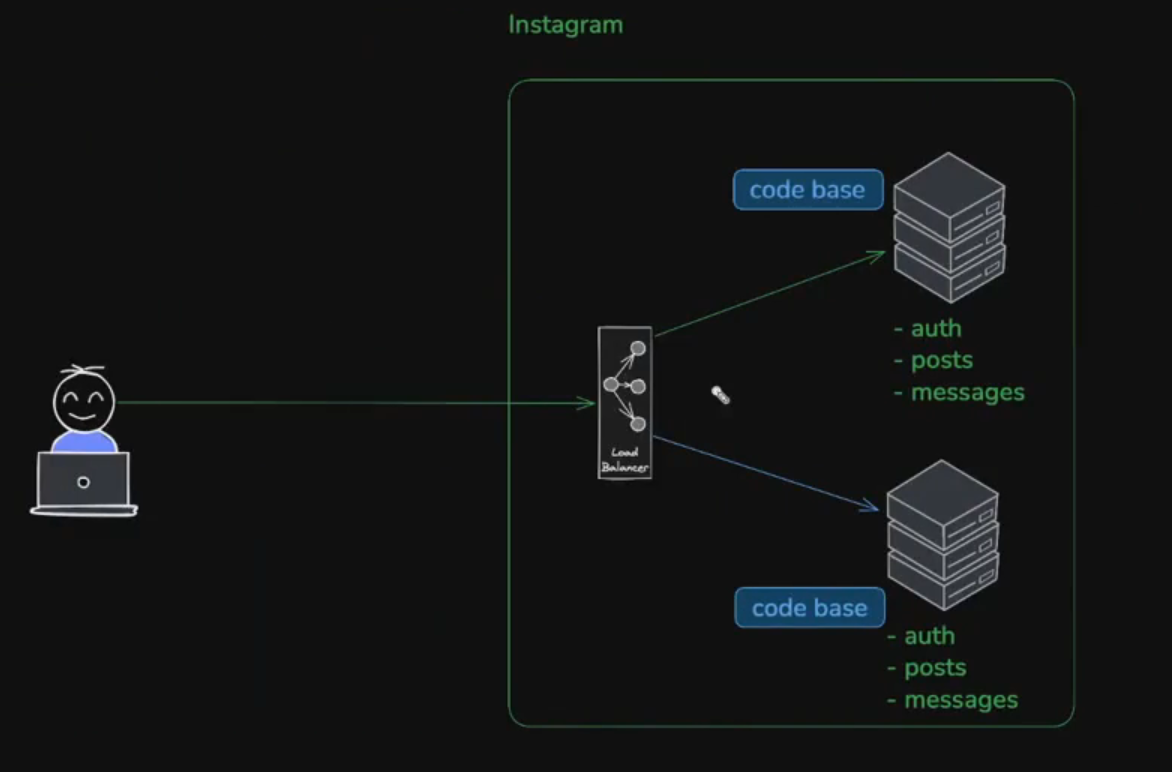 Instagram
code base
- auth
- posts
- messages
Load
Balancer
code base
- auth
- posts
- messages